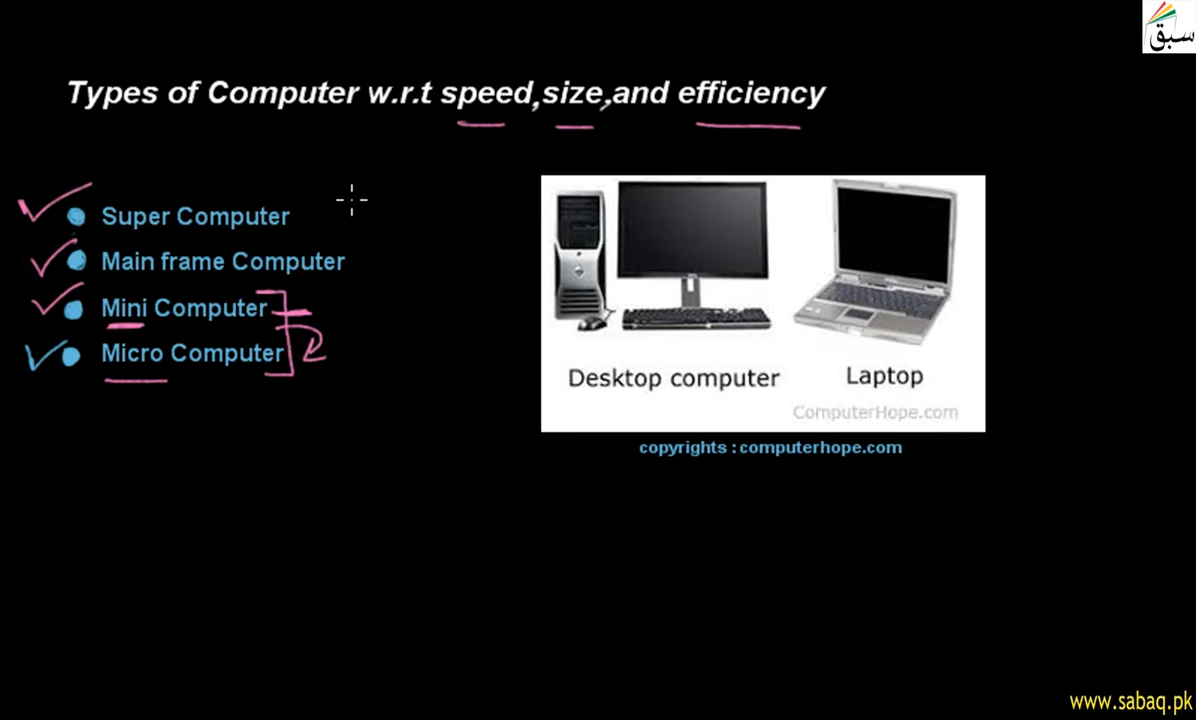 سبق
Types of Computer w.r.t speed,size,and efficiency
Super Computer
Main frame Computer
Mini Computer
Micro Computer
Desktop computer
Laptop
ComputerHope.com
copyrights : computerhope.com
www.sabaq.pk